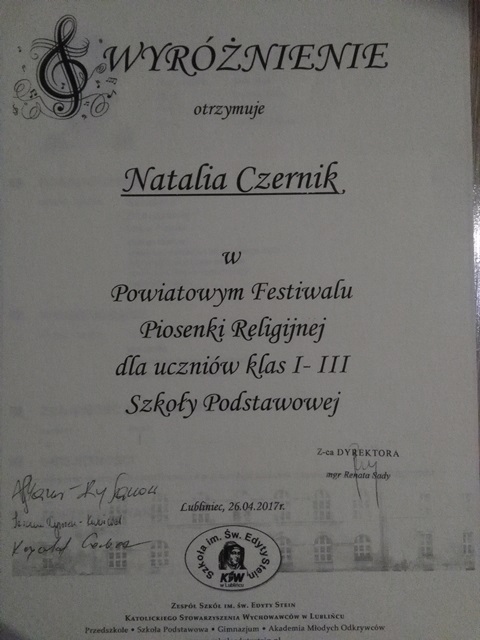 WYRÓŻNIENIE
otrzymuje
Natalia Czernik
w
Powiatowym Festiwalu
Piosenki Religijnej
dla uczniów klas I- III
Szkoły Podstawowej
Z-ca DYREKTORA
mgr Renata Sady
Lubliniec, 26.04.2017r.
Szkoła im. Św. Edyty Stein
KSW
w Lublińcu
ZESPÓŁ SZKÓŁ IM. ŚW. EDYTY STEIN
KATOLICKIEGO STOWARZYSZENIA WYCHOWAWCÓW W LUBLIŃCU
Przedszkole • Szkoła Podstawowa • Gimnazjum • Akademia Młodych Odkrywców